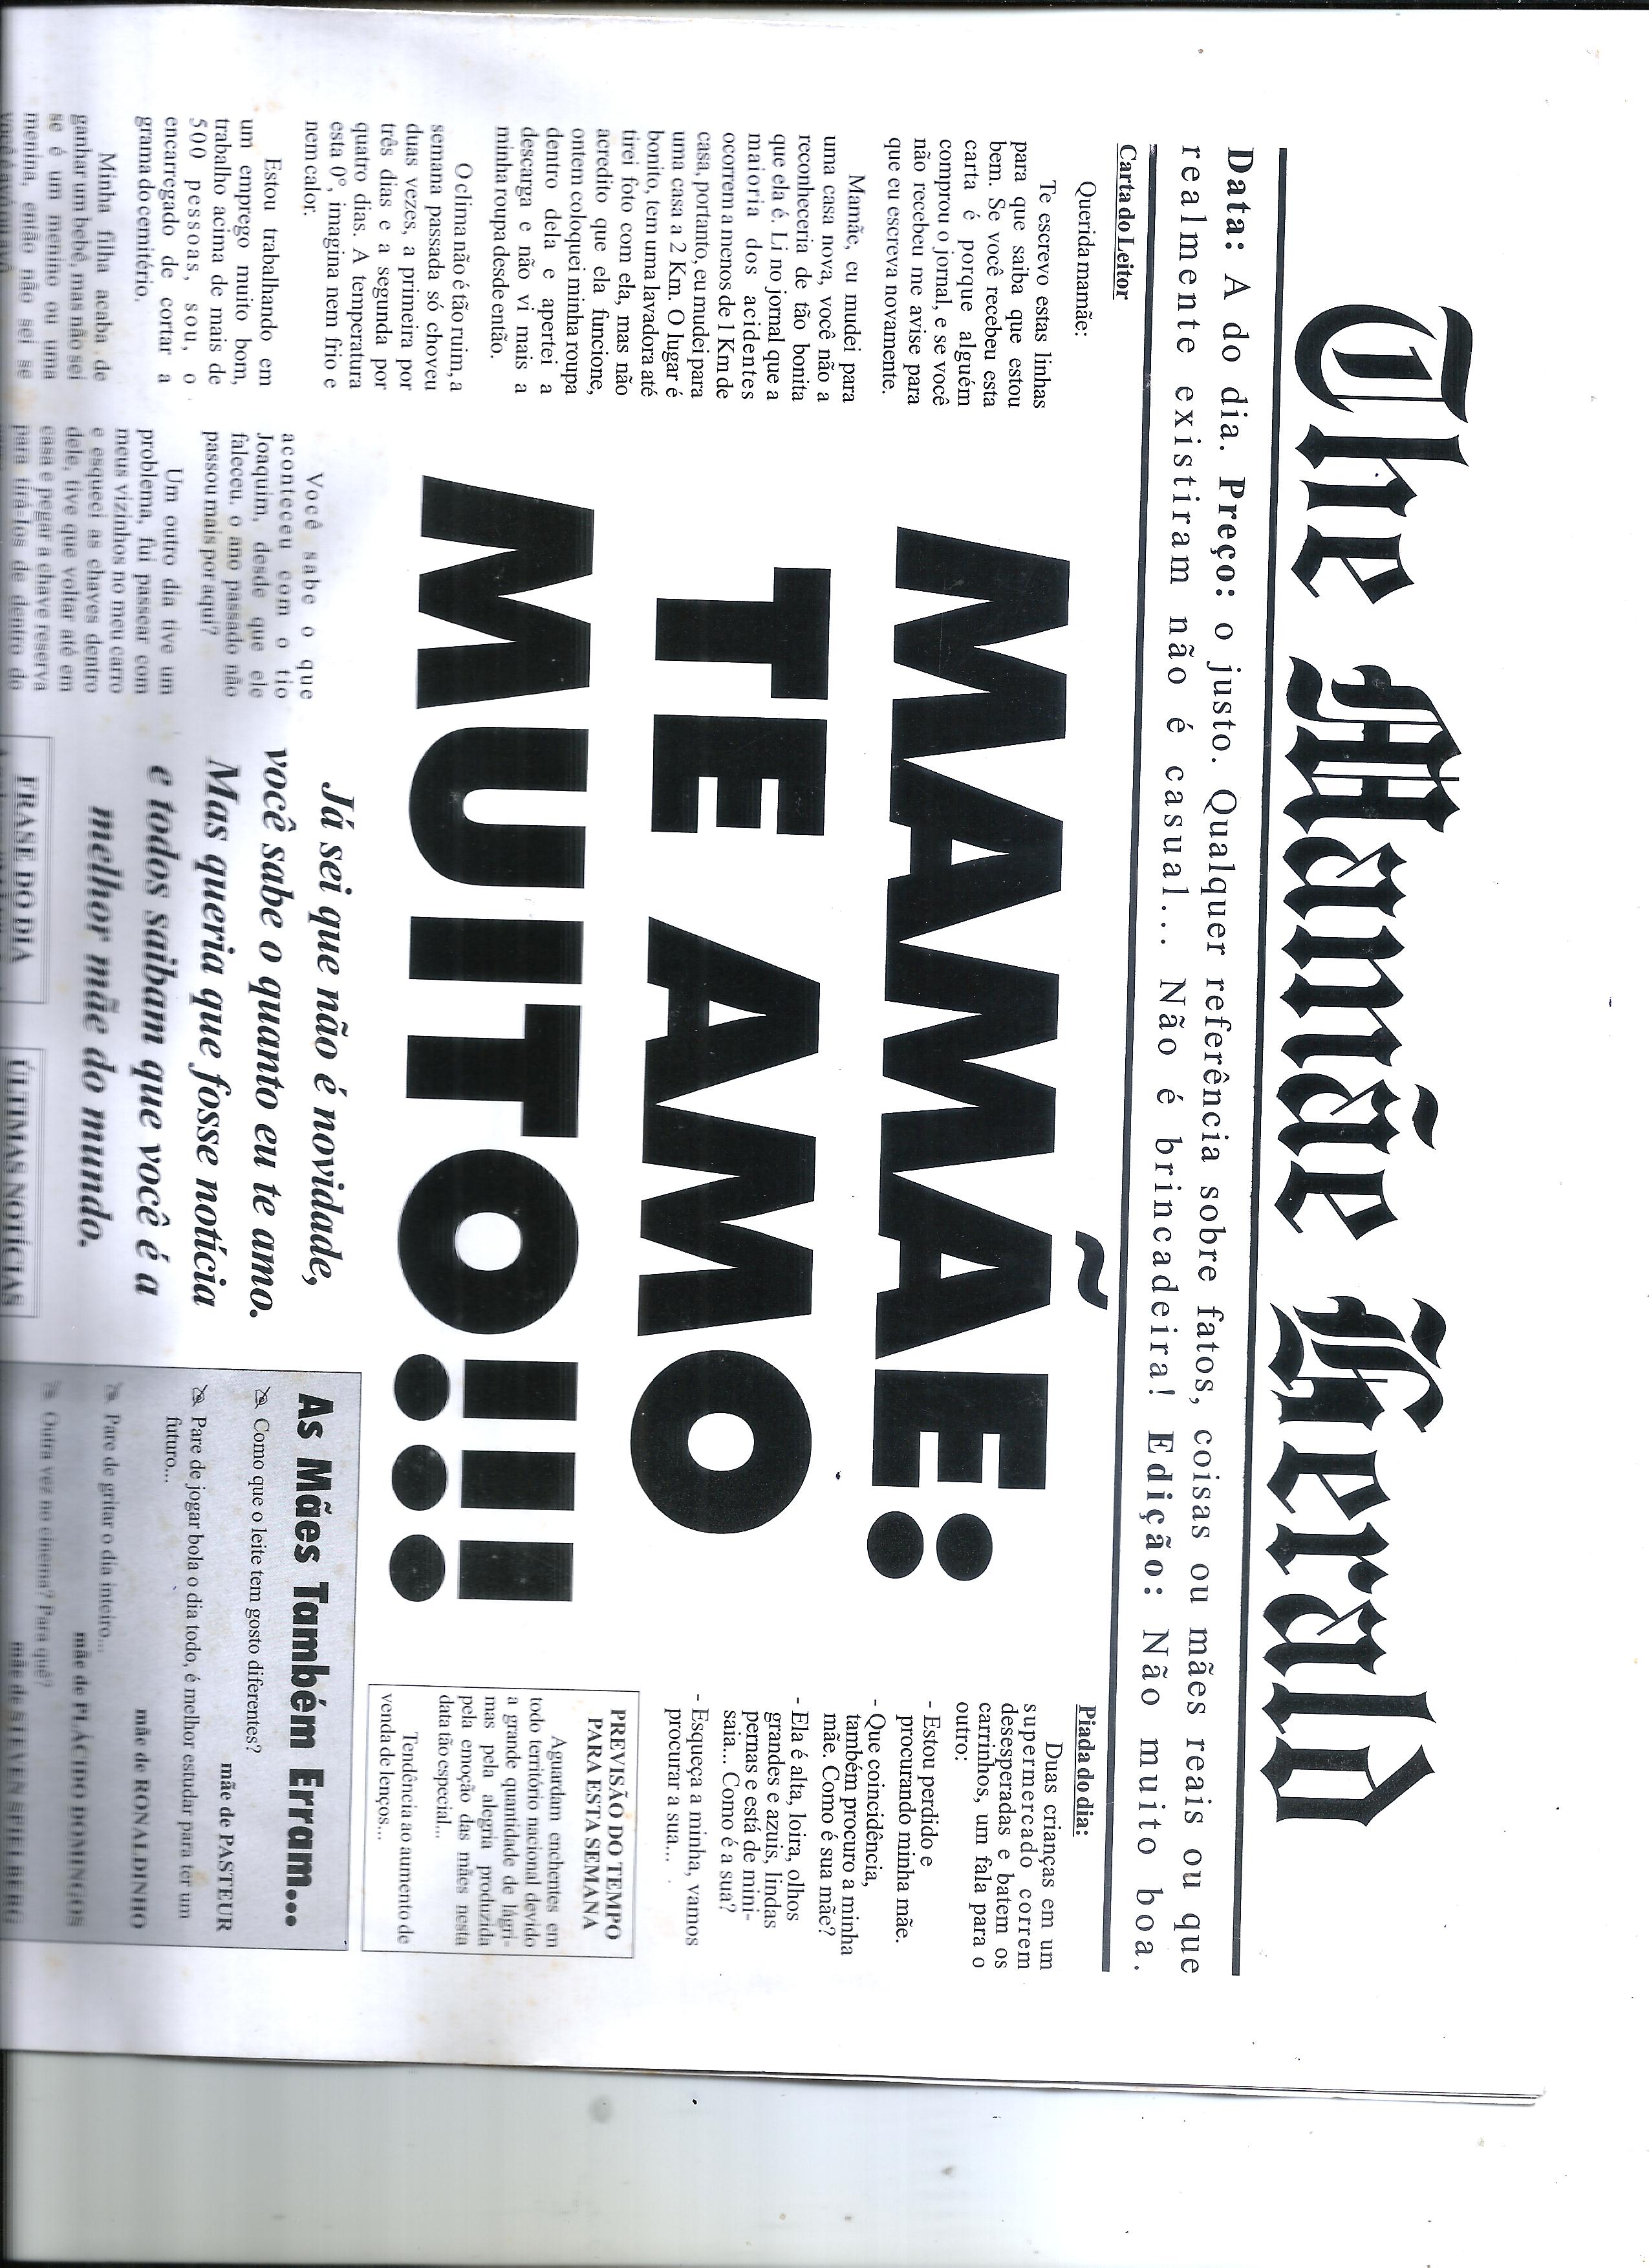 The Mamãe Herald
Data: A do dia. Preço: o justo. Qualquer referência sobre fatos, coisas ou mães reais ou que
realmente existiram não é casual... Não é brincadeira! Edição: Não muito boa.
Carta do Leitor
Querida mamãe:
Te escrevo estas linhas
para que saiba que estou
bem. Se você recebeu esta
carta é porque alguém
comprou o jornal, e se você
não recebeu me avise para
que eu escreva novamente.
Mamãe, eu mudei para
uma casa nova, você não a
reconheceria de tão bonita
que ela é. Li no jornal que a
maioria dos acidentes
ocorrem a menos de 1 Km de
casa, portanto, eu mudei para
uma casa a 2 Km. O lugar é
bonito, tem uma lavadora até
tirei foto com ela, mas não
acredito que ela funcione,
ontem coloquei minha roupa
dentro dela e apertei a
descarga e não vi mais a
minha roupa desde então.
O clima não é tão ruim, a
semana passada só choveu
duas vezes, a primeira por
três dias e a segunda por
quatro dias. A temperatura
esta 0°, imagina nem frio e
nem calor.
Estou trabalhando em
um emprego muito bom,
trabalho acima de mais de
500 pessoas, sou, o
encarregado de cortar a
grama do cemitério.
Minha filha acaba de
ganhar um bebê, mas não sei
se é um menino ou uma
menina, então não sei se
MAMÃE:
TE AMO
MUITO!!!
Você sabe o que
aconteceu com o tio
Joaquim, desde que ele
faleceu, o ano passado não
passou mais por aqui?
Um outro dia tive um
problema, fui passear com
meus vizinhos no meu carro
e esqueci as chaves dentro
dele, tive que voltar até em
casa e pegar a chave reserva
para tirá-los de dentro do
Já sei que não é novidade,
você sabe o quanto eu te amo.
Mas queria que fosse notícia
e todos saibam que você é a
melhor mãe do mundo.
FRASE DO DIA
ÚLTIMAS NOTÍCIAS
Piada do dia:
Duas crianças em um
supermercado correm
desesperadas e batem os
carrinhos, um fala para o
outro:
- Estou perdido e
procurando minha mãe.
- Que coincidência,
também procuro a minha
mãe. Como é sua mãe?
- Ela é alta, loira, olhos
grandes e azuis, lindas
pernas e está de mini-
saia... Como é a sua?
- Esqueça a minha, vamos
procurar a sua...
PREVISÃO DO TEMPO
PARA ESTA SEMANA
Aguardam enchentes em
todo território nacional devido
a grande quantidade de lágri-
mas pela alegria produzida
pela emoção das mães nesta
data tão especial...
Tendência ao aumento de
venda de lenços...
As Mães Também Erram...
Como que o leite tem gosto diferentes?
mãe de PASTEUR
Pare de jogar bola o dia todo, é melhor estudar para ter um
futuro...
mãe de RONALDINHO
Pare de gritar o dia inteiro...
mãe de PLÁCIDO DOMINGOS
Outra vez no cinema? Para quê?
mãe de STEVEN SPIELBERG